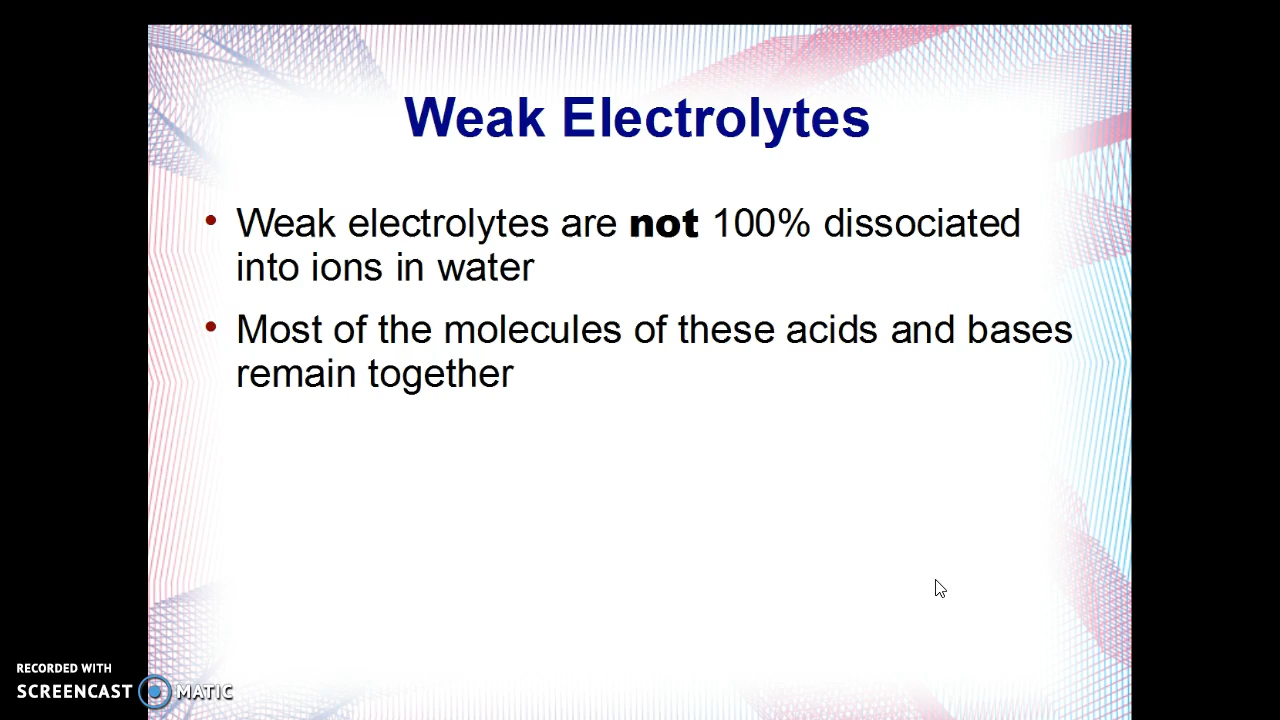 Weak Electrolytes
• Weak electrolytes are not 100% dissociated
into ions in water
• Most of the molecules of these acids and bases
remain together
RECORDED WITH
SCREENCAST MATIC